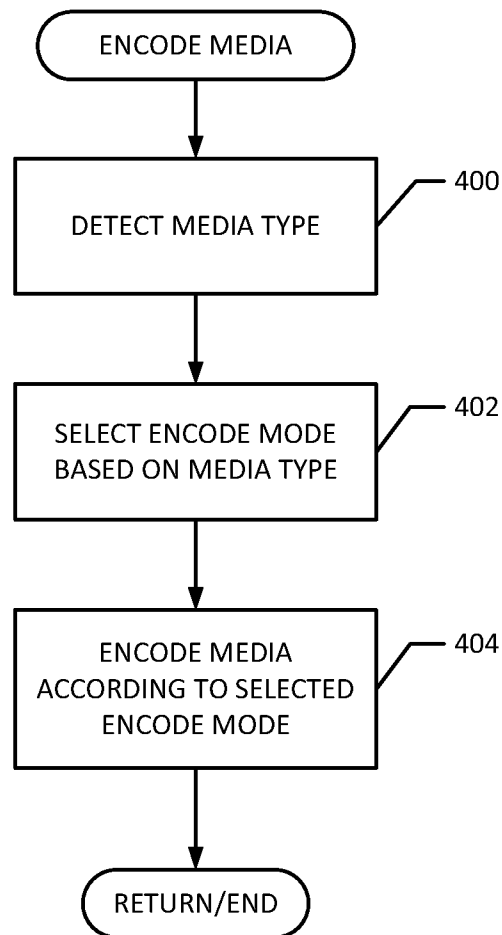 ENCODE MEDIA
400
DETECT MEDIA TYPE
402
SELECT ENCODE MODE
BASED ON MEDIA TYPE
404
ENCODE MEDIA
ACCORDING TO SELECTED
ENCODE MODE
RETURN/END